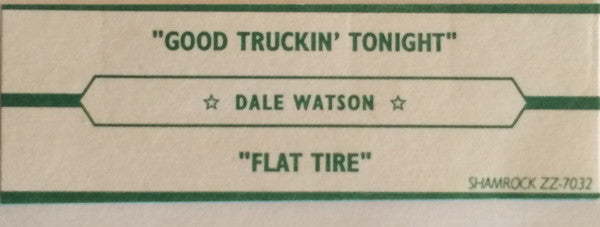 "GOOD TRUCKIN' TONIGHT"
☆ DALE WATSON ☆
"FLAT TIRE"
SHAMROCK ZZ-7032